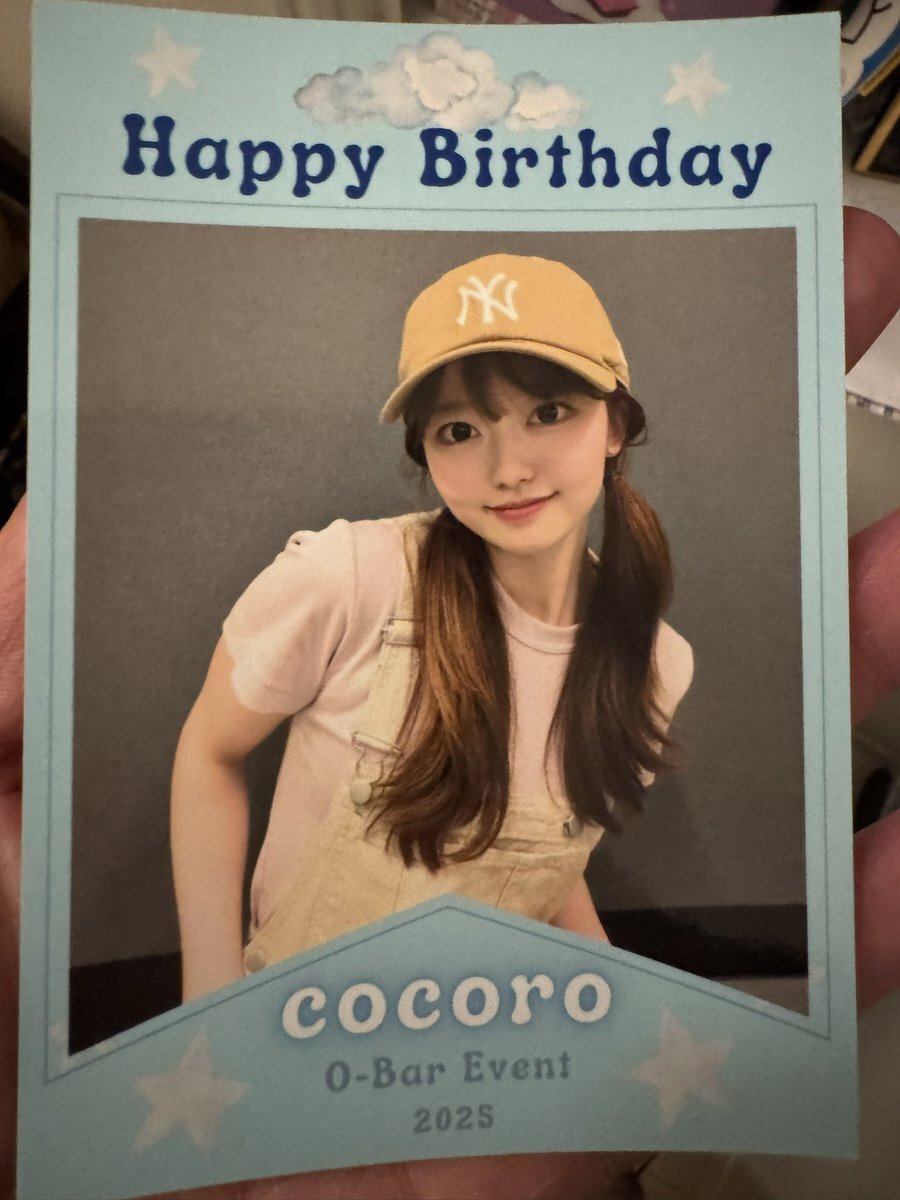 Happy Birthday
NY
cocoro
O-Bar Event
2025